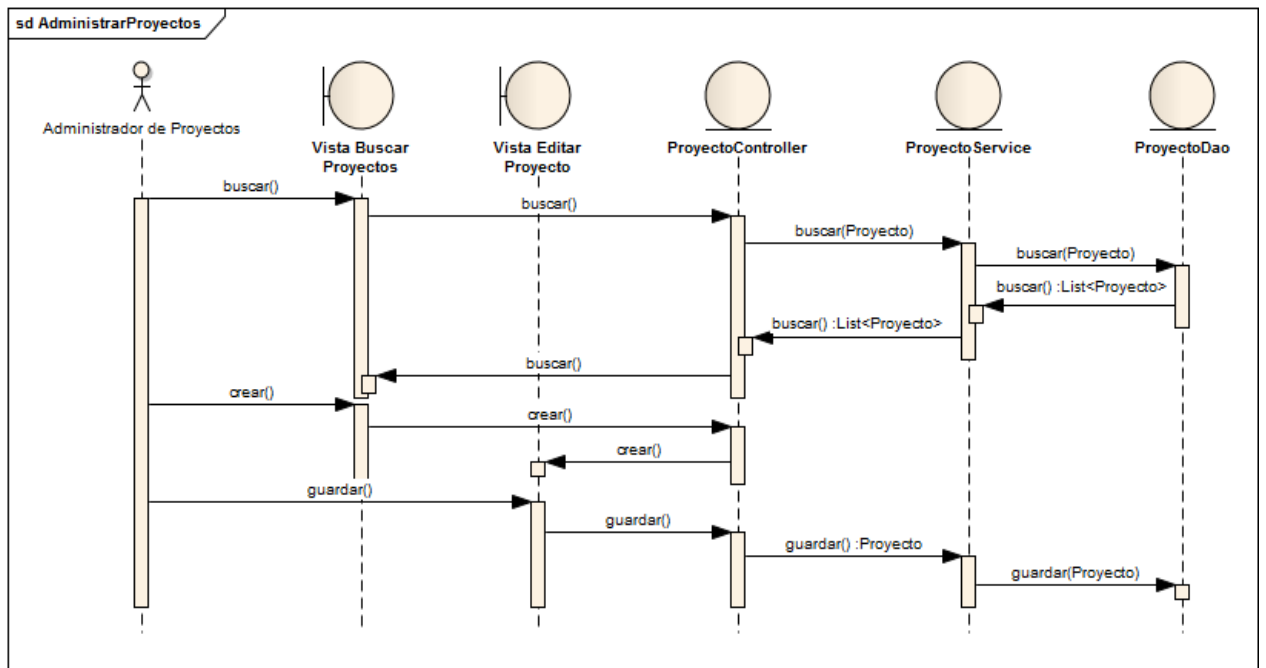 sd AdministrarProyectos
Administrador de Proyectos
Vista Buscar
Proyectos
Vista Editar
Proyecto
ProyectoController
ProyectoService
ProyectoDao
buscar()
buscar()
buscar(Proyecto)
buscar(Proyecto)
buscar() :List<Proyecto>
buscar() :List<Proyecto>
buscar()
crear()
crear()
crear()
guardar()
guardar()
guardar() :Proyecto
guardar(Proyecto)